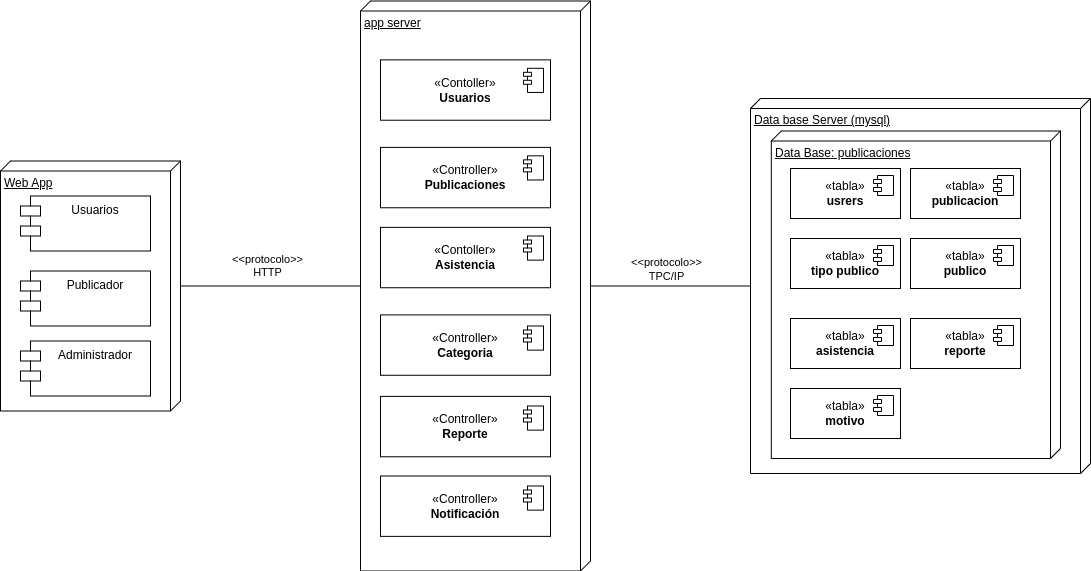 Web App
Usuarios
Publicador
Administrador
<<protocolo>>
HTTP
app server
«Contoller»
Usuarios
«Controller»
Publicaciones
«Contoller»
Asistencia
«Controller»
Categoria
«Controller»
Reporte
«Controller»
Notificación
<<protocolo>>
TPC/IP
Data base Server (mysql)
Data Base: publicaciones
«tabla»
usrers
«tabla»
publicacion
«tabla»
tipo publico
«tabla»
publico
«tabla»
asistencia
«tabla»
reporte
«tabla»
motivo